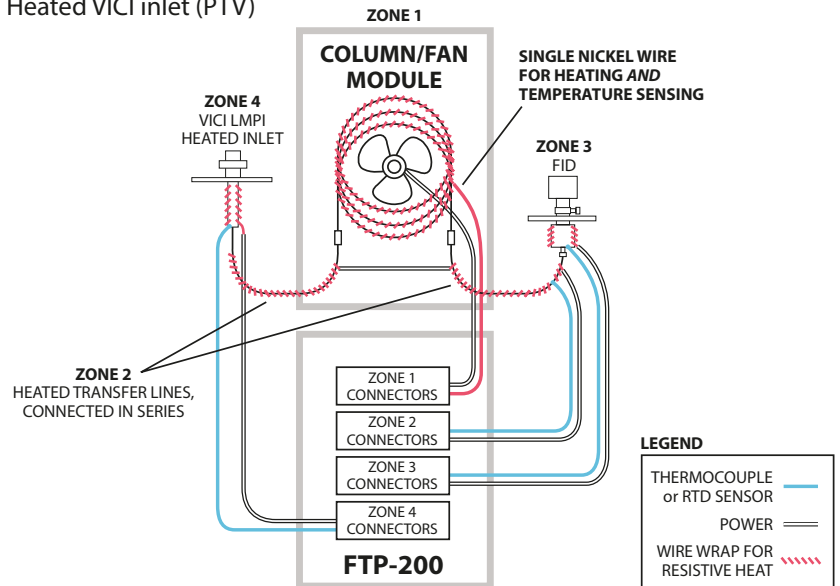 Heated VICI inlet (PTV)
ZONE 1
COLUMN/FAN
MODULE
SINGLE NICKEL WIRE
FOR HEATING AND
TEMPERATURE SENSING
ZONE 4
VICI LMPI
HEATED INLET
ZONE 3
FID
ZONE 2
HEATED TRANSFER LINES,
CONNECTED IN SERIES
ZONE 1
CONNECTORS
ZONE 2
CONNECTORS
ZONE 3
CONNECTORS
ZONE 4
CONNECTORS
FTP-200
LEGEND
THERMOCOUPLE
or RTD SENSOR
POWER
WIRE WRAP FOR
RESISTIVE HEAT